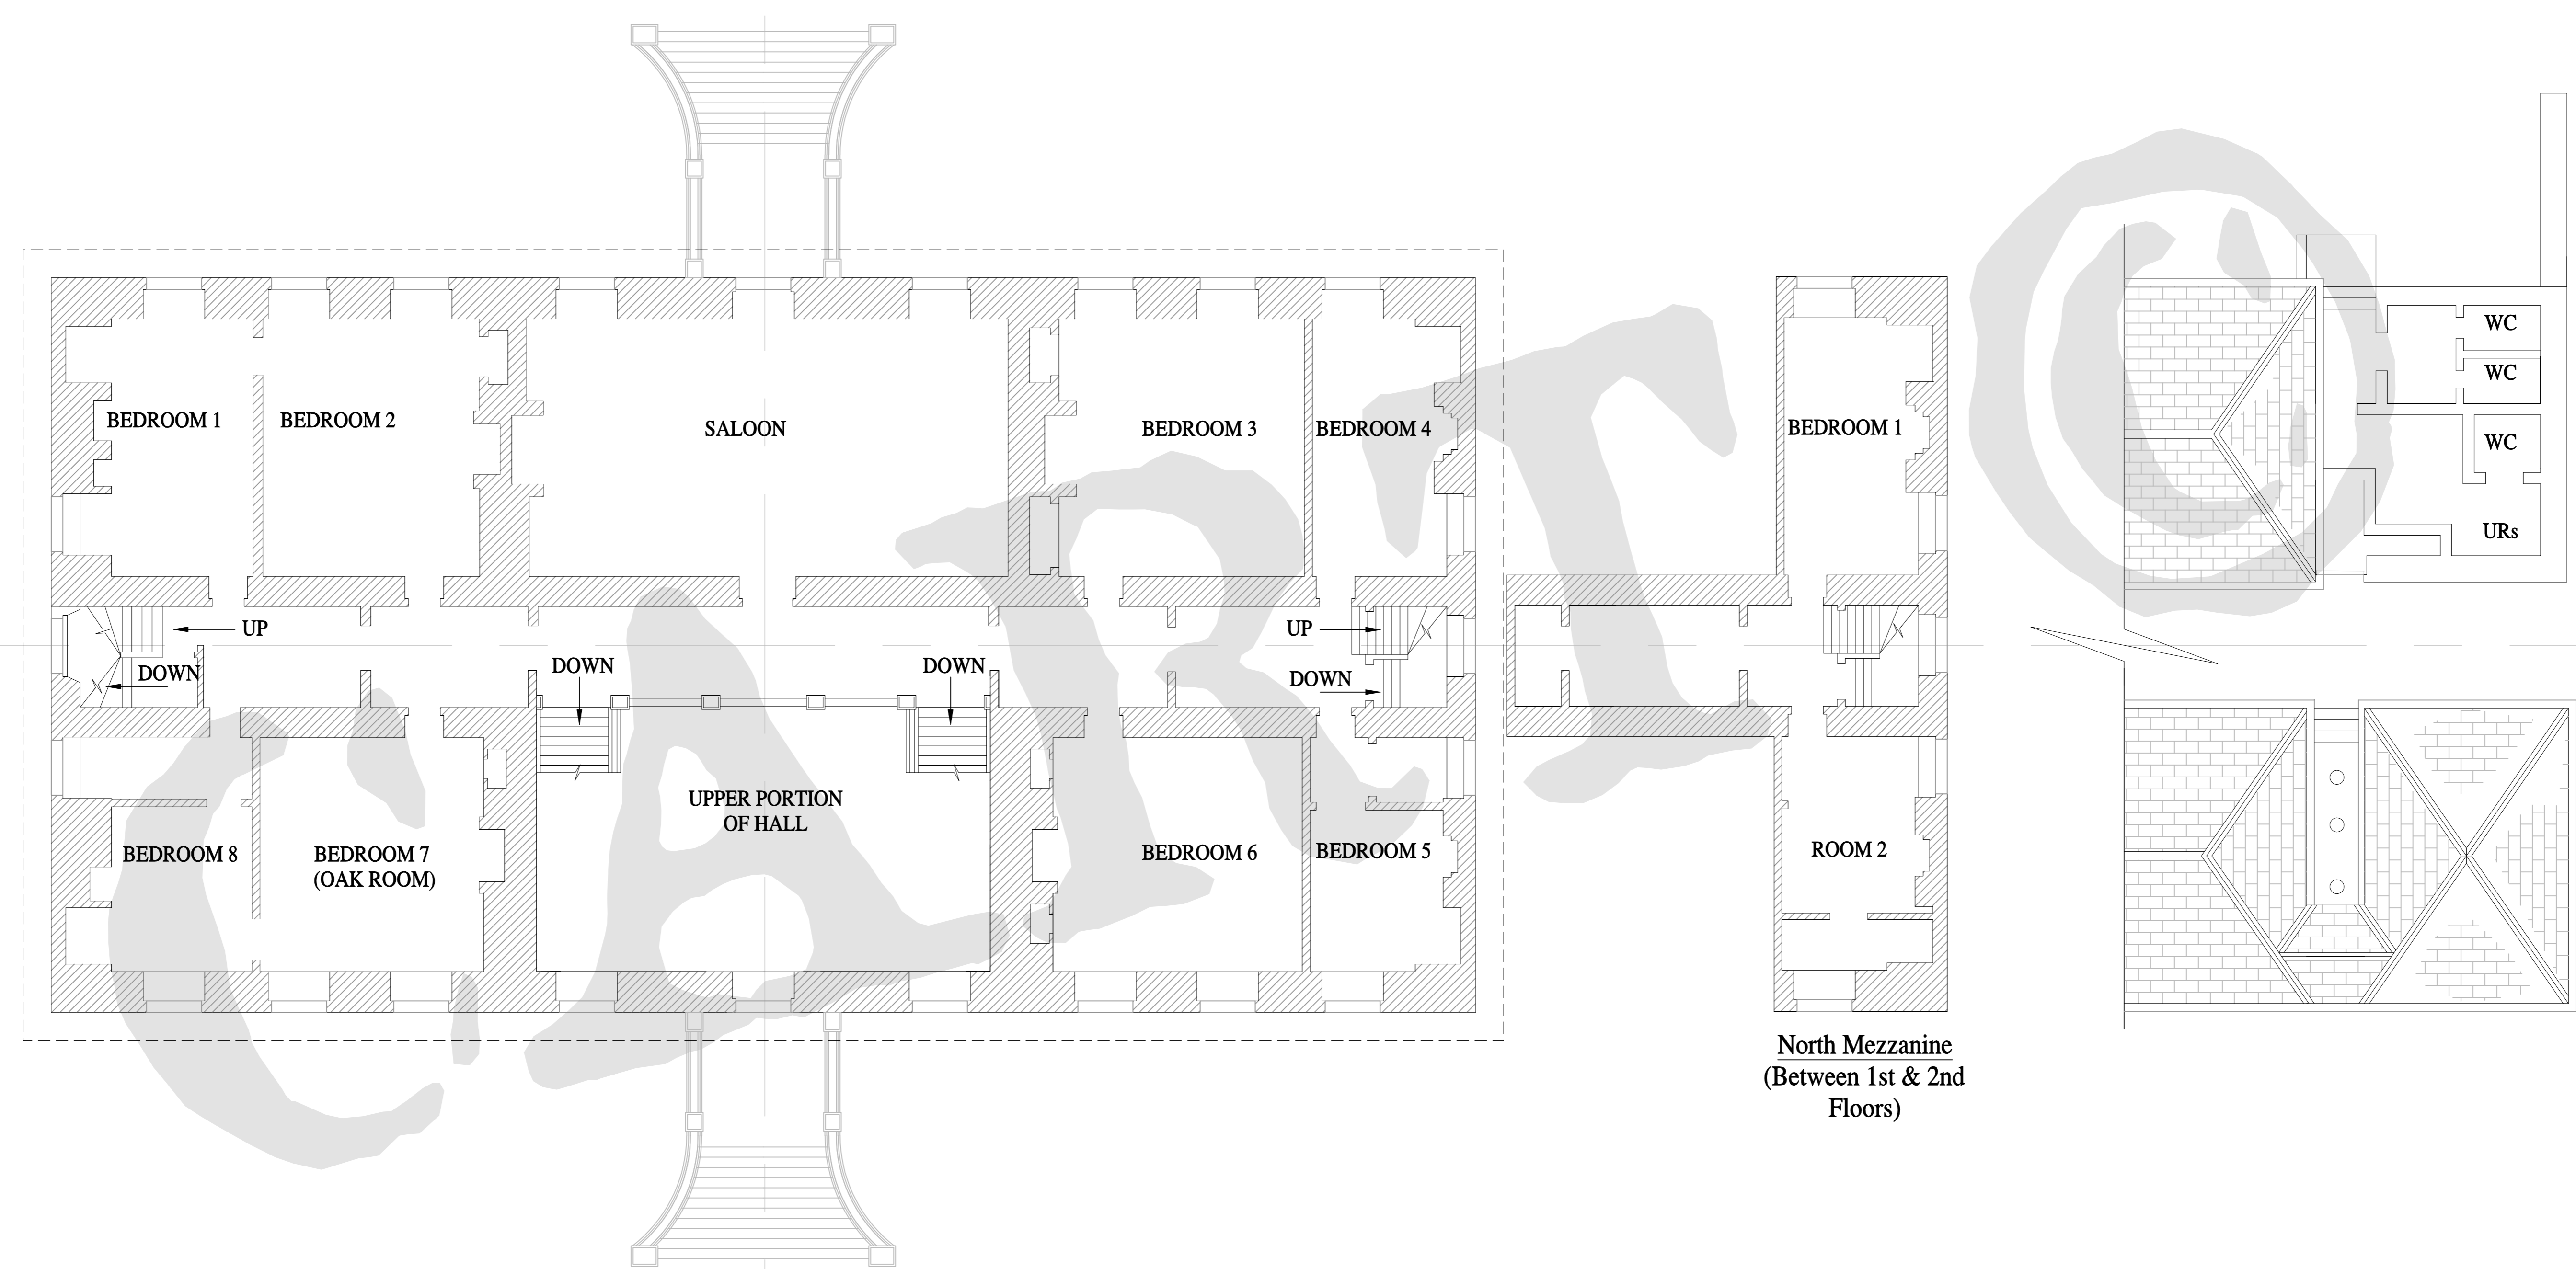 WC
WC
BEDROOM 1
BEDROOM 2
SALOON
BEDROOM 3
BEDROOM 4
BEDROOM 1
WC
URs
UP
UP
DOWN
DOWN
DOWN
DOWN
UPPER PORTION
OF HALL
BEDROOM 8
BEDROOM 7
(OAK ROOM)
BEDROOM 6
BEDROOM 5
ROOM 2
North Mezzanine
(Between 1st & 2nd
Floors)
CART ©